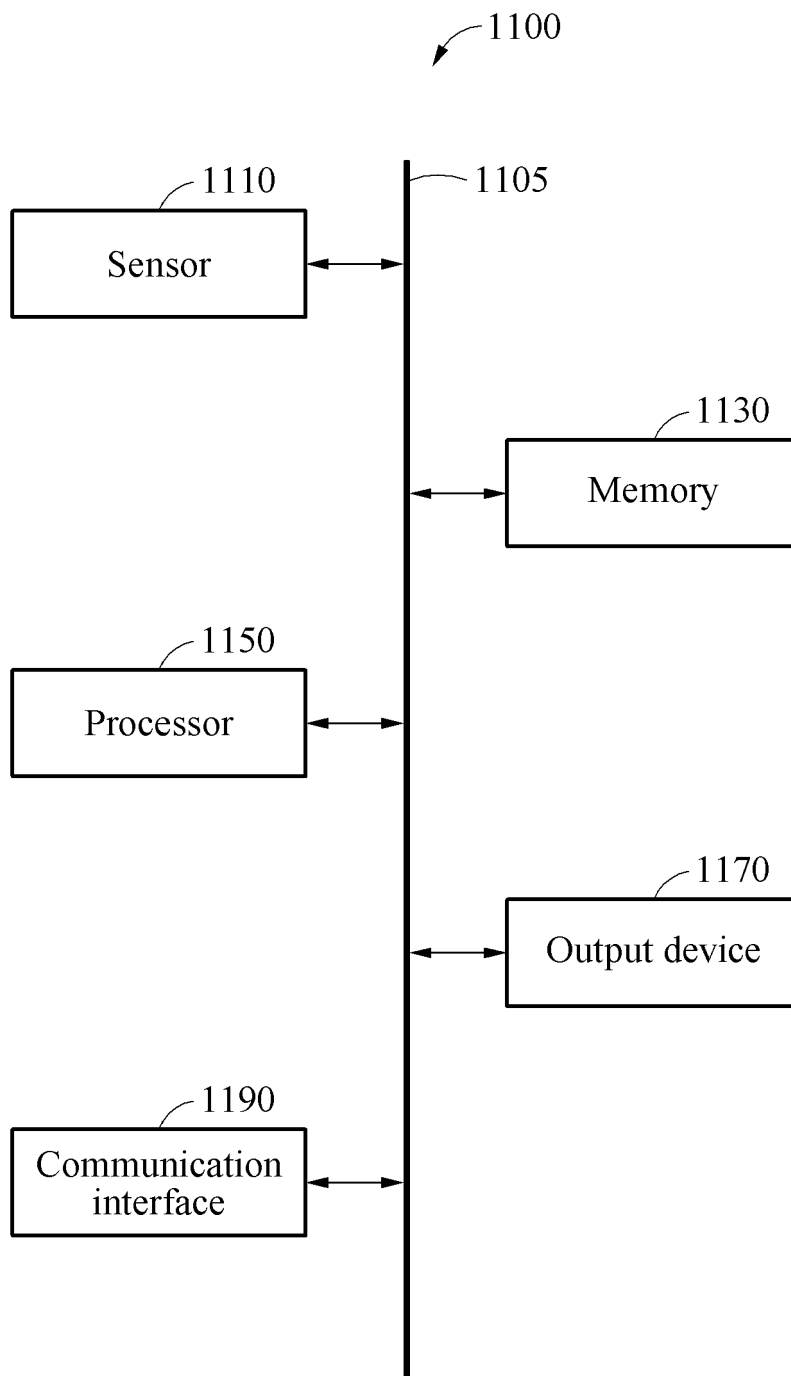 1100
1105
1110
Sensor
1130
Memory
1150
Processor
1170
Output device
1190
Communication
interface